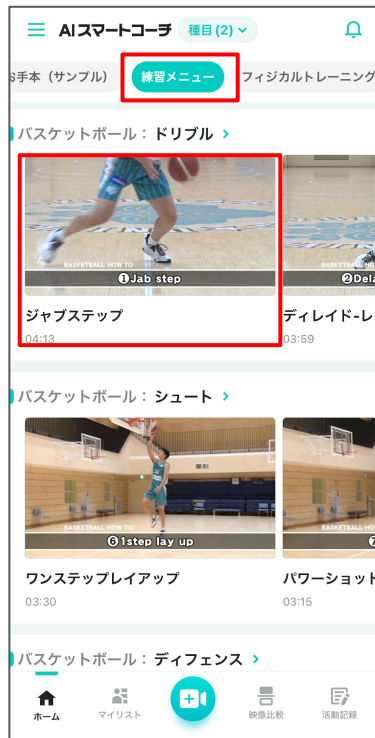 AIスマートコーチ 種目(2)
お手本（サンプル） 練習メニュー フィジカルトレーニング
バスケットボール：ドリブル >
BASKETBALL HOW TO
❶Jab step
BASKETBALL HOW TO
❷Dela
ジャブステップ
04:13
ディレイド-レ
03:59
バスケットボール：シュート >
BASKETBALL HOW TO
❻1step lay up
BASKETBALL HOW TO
ワンステップレイアップ
03:30
パワーショット
03:15
バスケットボール：ディフェンス >
ホーム マイリスト 映像比較 活動記録